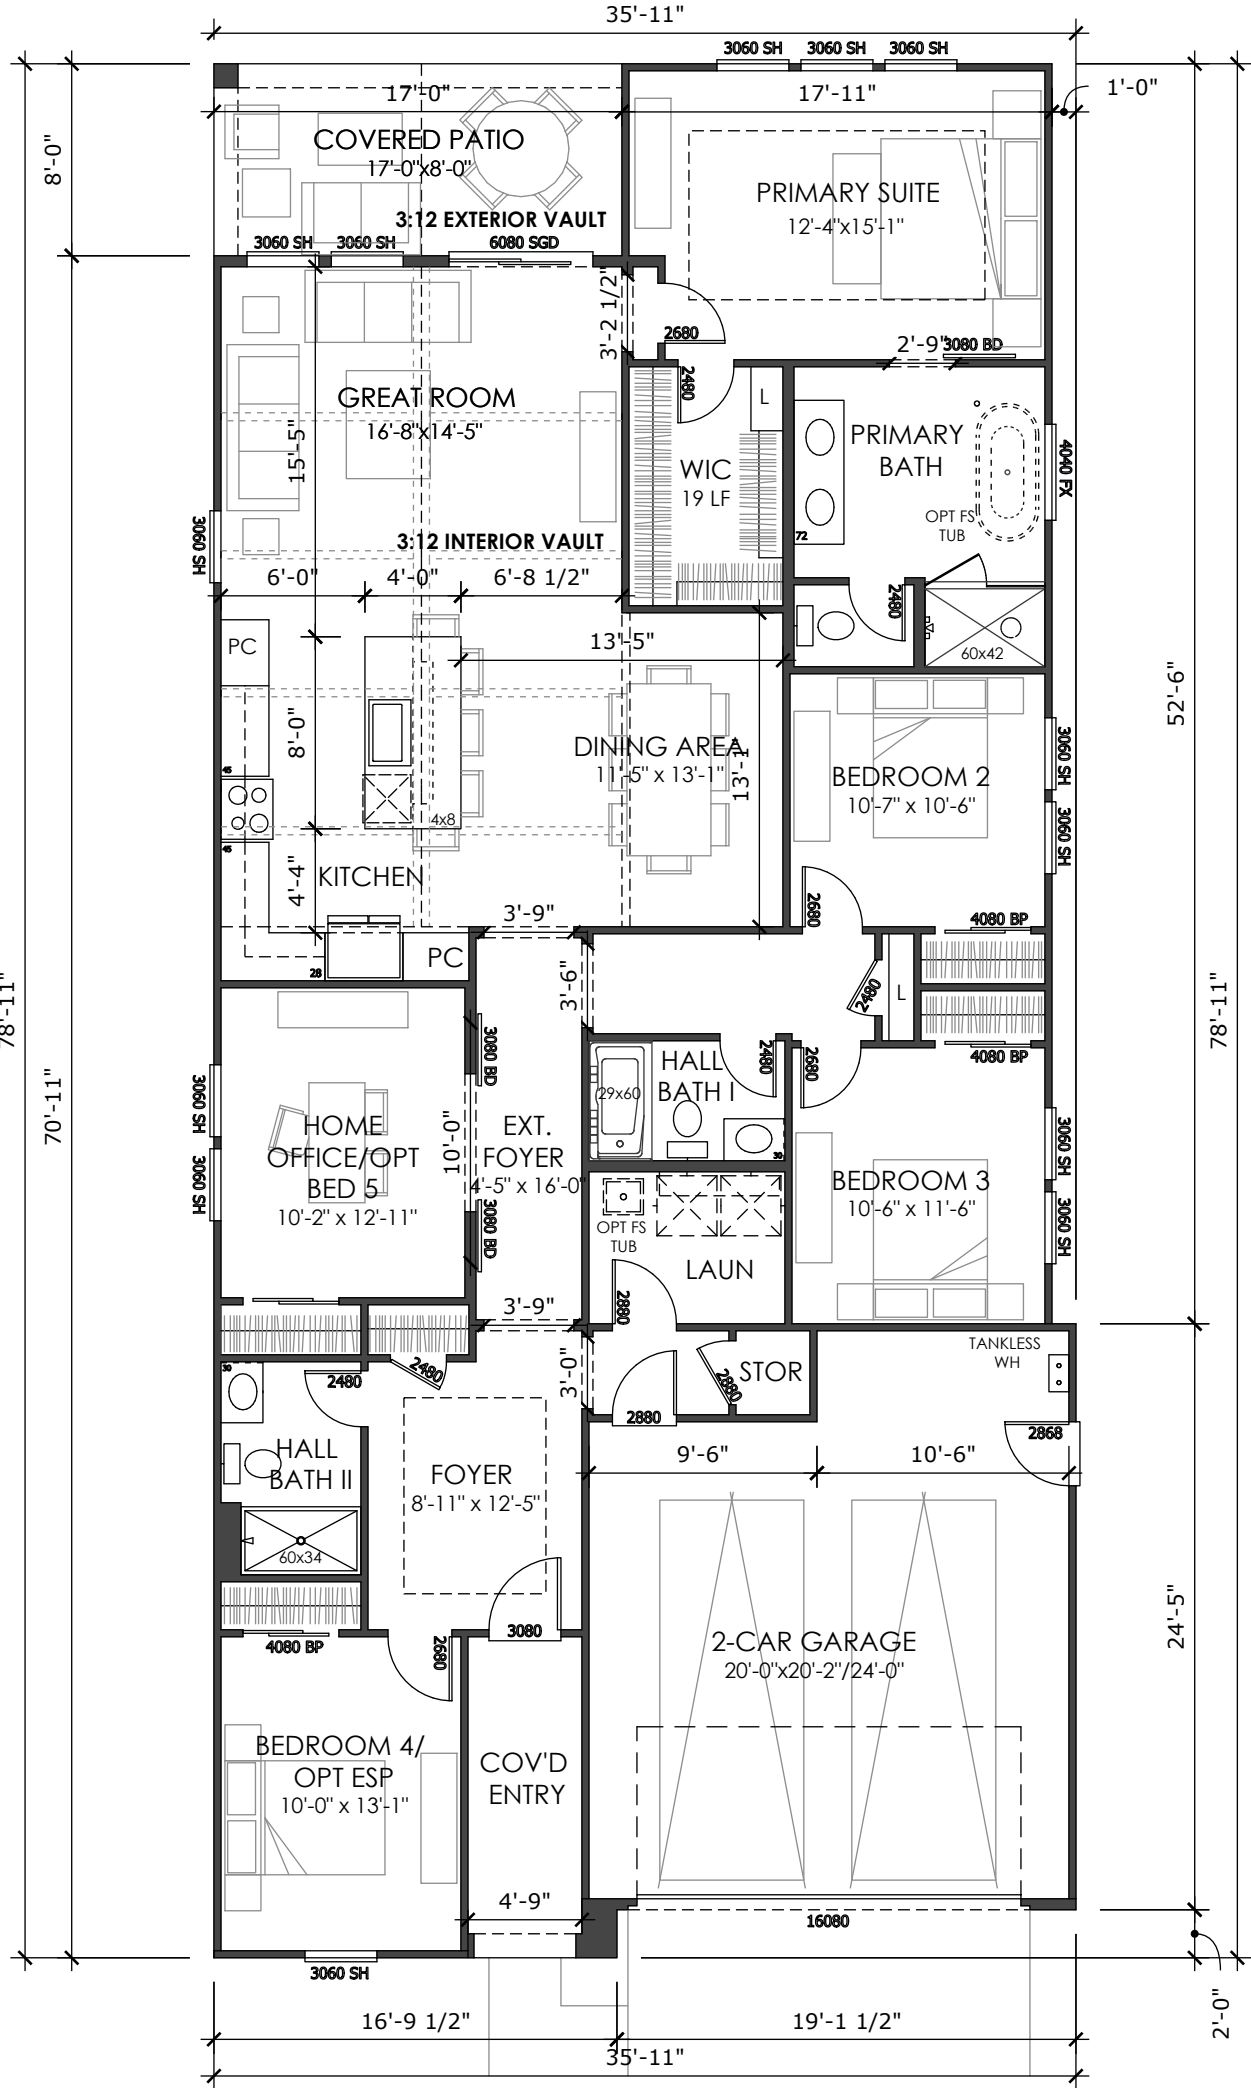 35'-11"
3060 SH
3060 SH
3060 SH
17'-0"
17'-11"
1'-0"
8'-0"
COVERED PATIO
17'-0"x8'-0"
PRIMARY SUITE
12'-4"x15'-1"
3:12 EXTERIOR VAULT
3060 SH
3060 SH
6080 SGD
3'-2 1/2"
2680
2'-9"
3080 BD
2480
L
GREAT ROOM
16'-8"x14'-5"
15'-5"
PRIMARY
BATH
4040 FX
WIC
19 LF
OPT FS
TUB
72
3060 SH
3:12 INTERIOR VAULT
6'-0"
4'-0"
6'-8 1/2"
2480
PC
13'-5"
60x42
52'-6"
8'-0"
DINING AREA
11'-5" x 13'-1"
13'-1"
BEDROOM 2
10'-7" x 10'-6"
3060 SH
3060 SH
45
4x8
45
4'-4"
KITCHEN
2680
3'-9"
4080 BP
PC
28
3'-6"
2480
L
78'-11"
78'-11"
3080 BD
HALL
BATH I
2480
2680
4080 BP
29x60
70'-11"
3060 SH
3060 SH
HOME
OFFICE/OPT
BED 5
10'-2" x 12'-11"
10'-0"
EXT.
FOYER
4'-5" x 16'-0"
30
3060 SH
3060 SH
BEDROOM 3
10'-6" x 11'-6"
3080 BD
OPT FS
TUB
LAUN
2880
3'-9"
TANKLESS
WH
30
2480
2480
3'-0"
2880
STOR
2880
2868
HALL
BATH II
FOYER
8'-11" x 12'-5"
9'-6"
10'-6"
60x34
24'-5"
4080 BP
2680
3080
2-CAR GARAGE
20'-0"x20'-2"/24'-0"
BEDROOM 4/
OPT ESP
10'-0" x 13'-1"
COV'D
ENTRY
4'-9"
16080
3060 SH
2'-0"
16'-9 1/2"
19'-1 1/2"
35'-11"